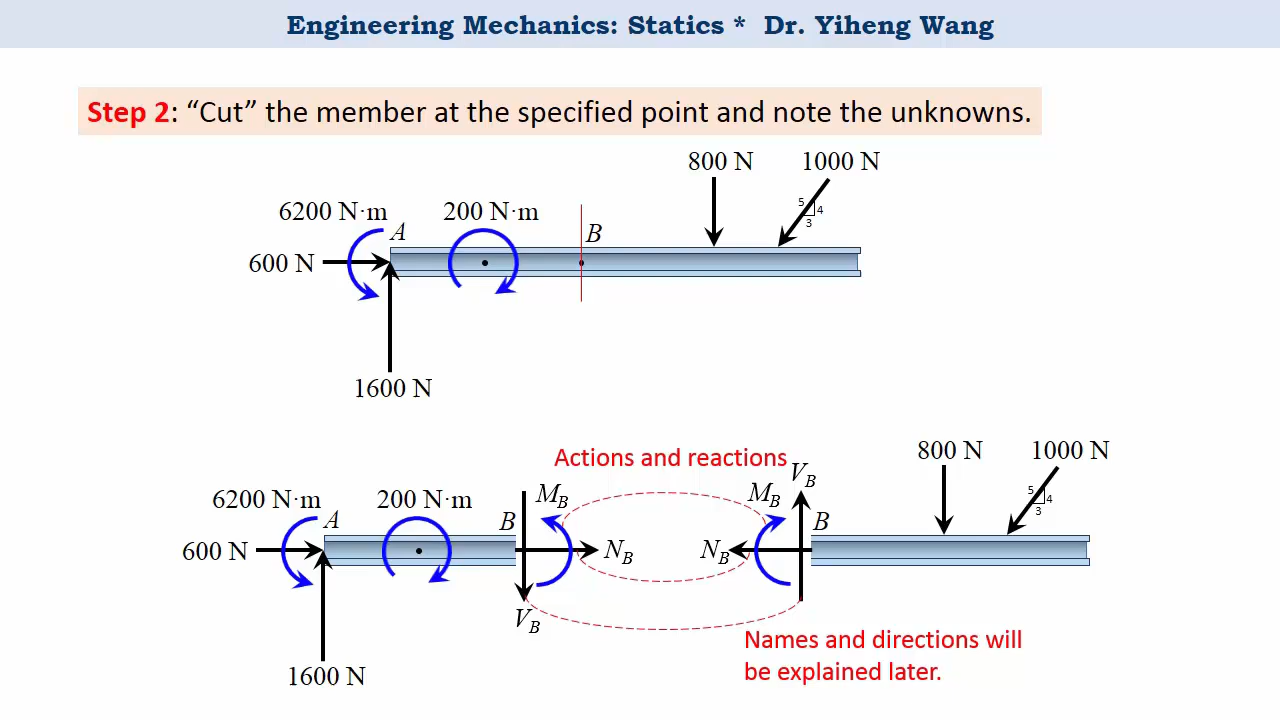 Engineering Mechanics: Statics * Dr. Yiheng Wang
Step 2: “Cut” the member at the specified point and note the unknowns.
800 N
1000 N
5
4
3
6200 N·m
A
200 N·m
B
600 N
1600 N
Actions and reactions
800 N
1000 N
5
4
3
6200 N·m
A
200 N·m
B
M_B
M_B
V_B
B
600 N
N_B
N_B
V_B
1600 N
Names and directions will
be explained later.